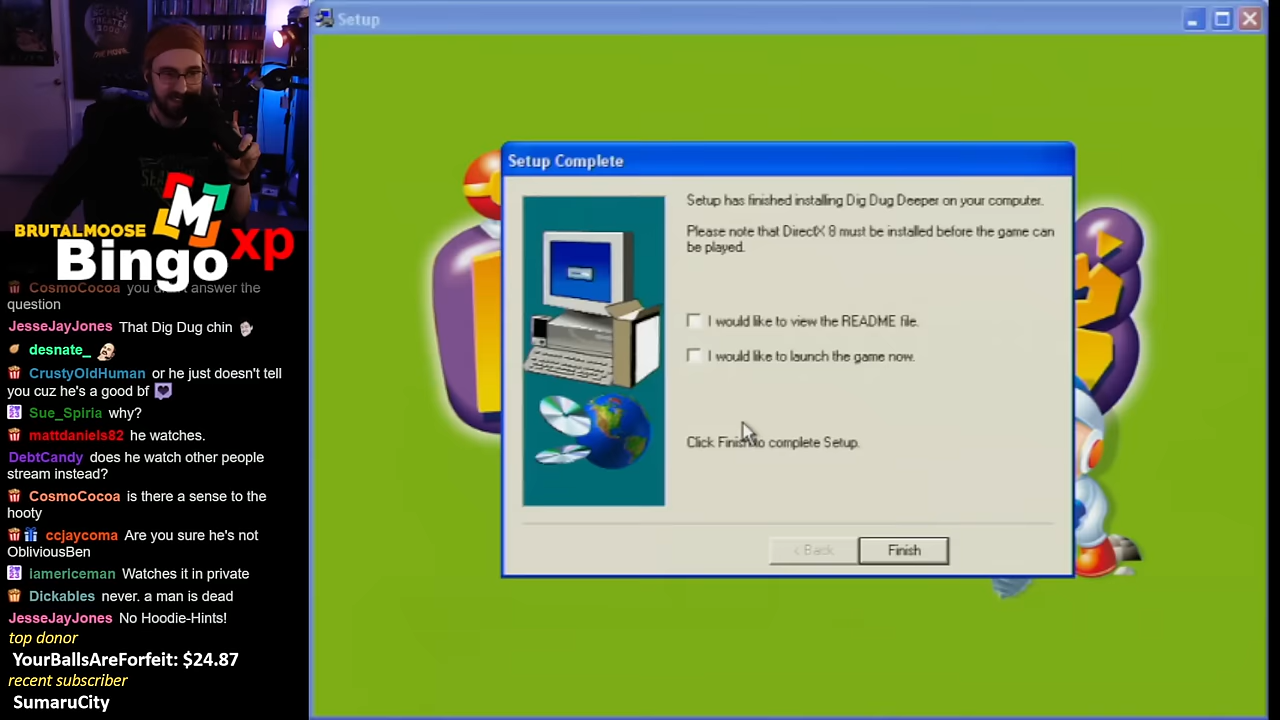 Setup
Setup Complete
Setup has finished installing Dig Dug Deeper on your computer.
Please note that DirectX 8 must be installed before the game can
be played.
I would like to view the README file.
I would like to launch the game now.
Click Finish to complete Setup.
< Back
Finish
M
BRUTALMOOSE
Bingo xp
CosmoCocoa you didn't answer the
question
JesseJayJones That Dig Dug chin
desnate_
CrustyOldHuman or he just doesn't tell
you cuz he's a good bf
Sue_Spiria why?
mattdaniels82 he watches.
DebtCandy does he watch other people
stream instead?
CosmoCocoa is there a sense to the
hooty
ccjaycoma Are you sure he's not
ObliviousBen
IamerIceman Watches it in private
Dickables never. a man is dead
JesseJayJones No Hoodie-Hints!
top donor
YourBallsAreForfeit: $24.87
recent subscriber
SumaruCity